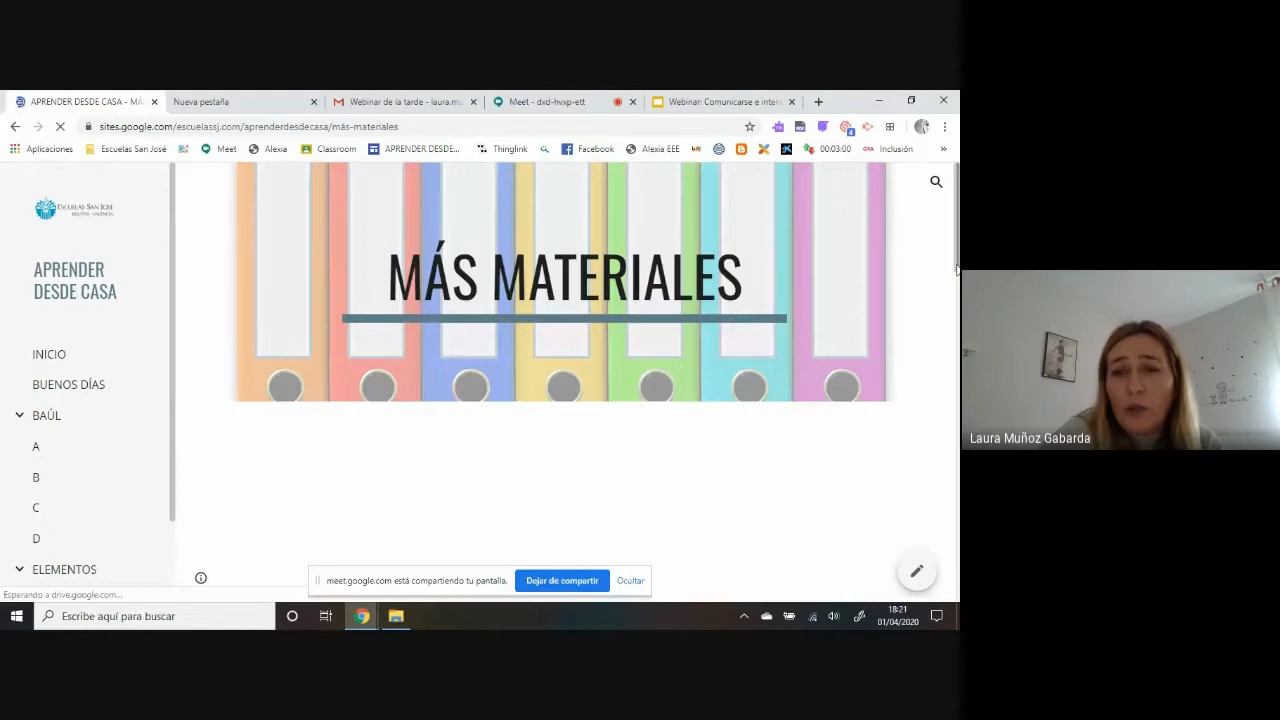 APRENDER DESDE CASA - MÁ
Nueva pestaña
Webinar de la tarde - laura.mu
Meet - dxd-hvxp-ett
Webinar: Comunicarse e intera
sites.google.com/escuelassj.com/aprenderdesdecasa/más-materiales
Aplicaciones
Escuelas San José
Meet
Alexia
Classroom
APRENDER DESDE...
Thinglink
Facebook
Alexia EEE
00:03:00
Inclusión
ESCUELAS SAN JOSÉ
MÁS MATERIALES
APRENDER
DESDE CASA
INICIO
BUENOS DÍAS
BAÚL
A
B
C
D
ELEMENTOS
Laura Muñoz Gabarda
meet.google.com está compartiendo tu pantalla.
Dejar de compartir
Ocultar
Esperando a drive.google.com...
Escribe aquí para buscar
18:21
01/04/2020